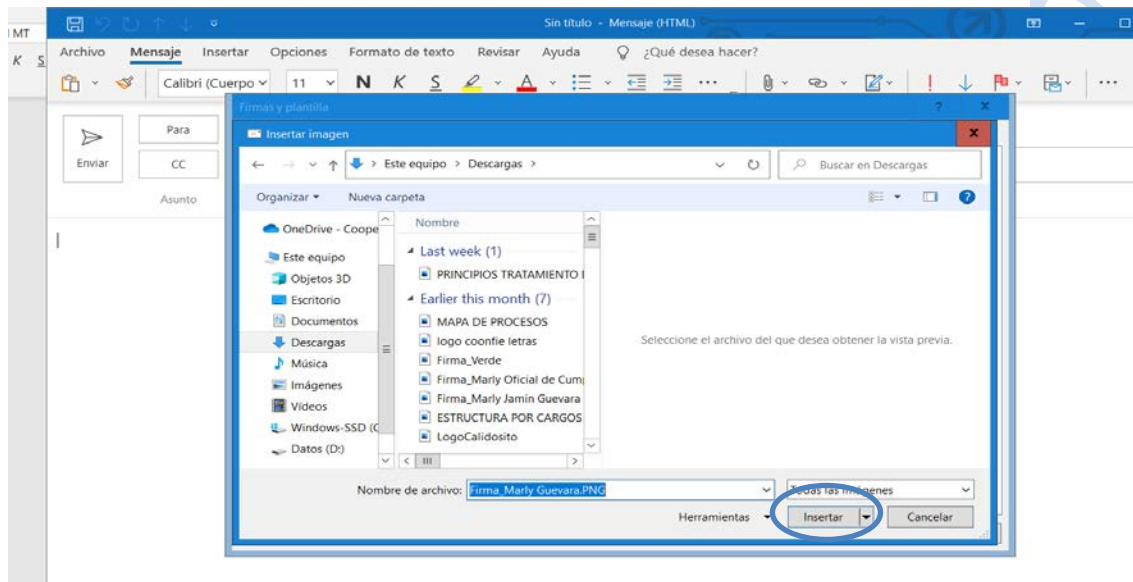 Sin título - Mensaje (HTML)
MT
Archivo Mensaje Insertar Opciones Formato de texto Revisar Ayuda ¿Qué desea hacer?
K S
Calibri (Cuerpo 11 N K S A
Firmas y plantilla ? X
Para
Insertar imagen x
Enviar
CC
Este equipo > Descargas > Buscar en Descargas
Asunto
Organizar Nueva carpeta
Nombre
OneDrive - Coope
Last week (1)
Este equipo
PRINCIPIOS TRATAMIENTO
Objetos 3D
Earlier this month (7)
Escritorio
Documentos
MAPA DE PROCESOS
Descargas
logo coonfie letras
Seleccione el archivo del que desea obtener la vista previa.
Música
Firma_Verde
Imágenes
Firma_Marly Oficial de Cum
Vídeos
Firma_Marly Jamin Guevara
Windows-SSD (C
ESTRUCTURA POR CARGOS
Datos (D:)
LogoCalidosito
Nombre de archivo: Firma_Marly Guevara.PNG Todas las imágenes
Herramientas Insertar Cancelar